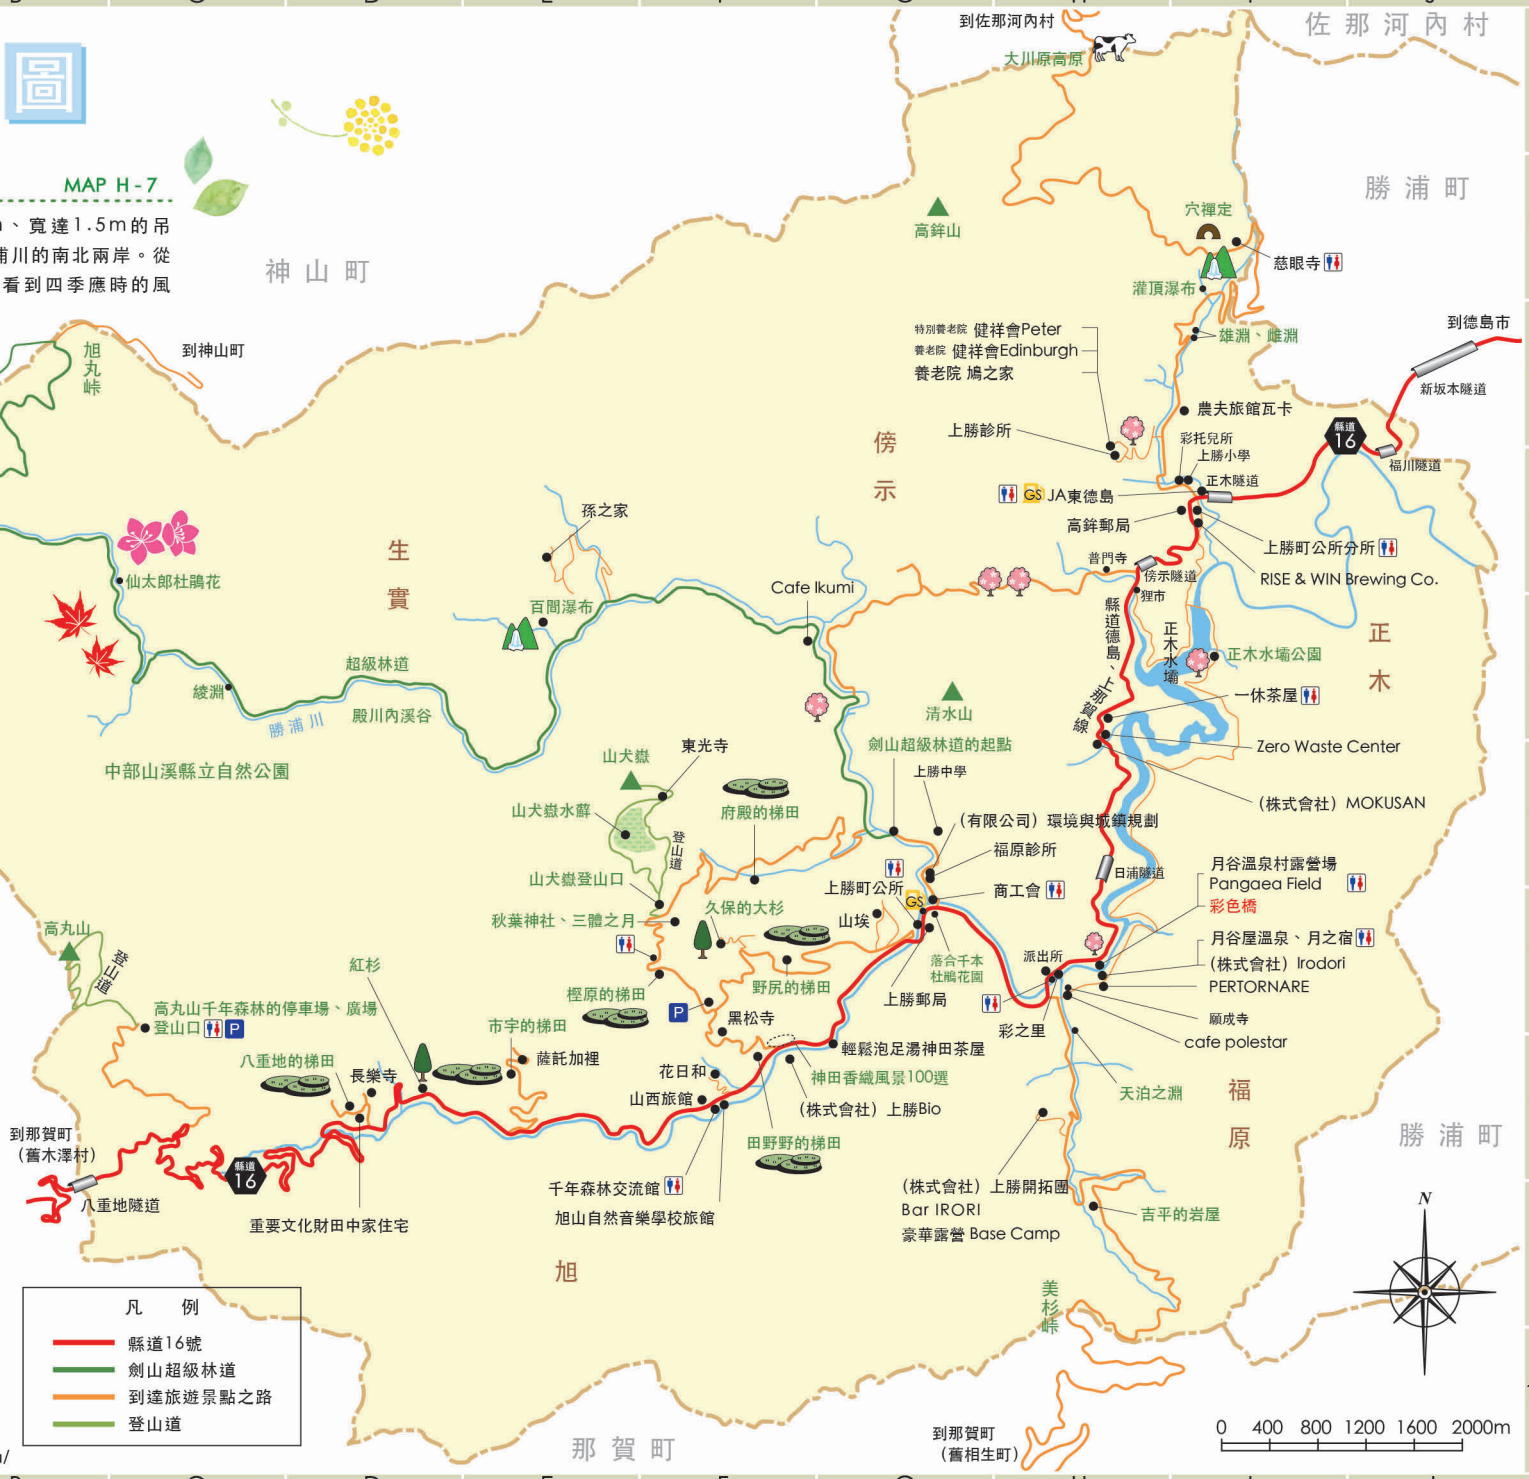 圖
MAP H-7
、寬達1.5m的吊
浦川的南北兩岸。從
看到四季應時的風
到佐那河內村
佐那河內村
大川原高原
勝浦町
神山町
高鉾山
穴禪定
慈眼寺
灌頂瀑布
雄淵、雌淵
到德島市
新坂本隧道
旭丸峠
到神山町
特別養老院 健祥會Peter
養老院 健祥會Edinburgh
養老院 鳩之家
農夫旅館瓦卡
上勝診所
彩托兒所
上勝小學
縣道
16
福川隧道
傍示
正木隧道
GS JA東德島
高鉾郵局
孫之家
生實
上勝町公所分所
普門寺
傍示隧道
RISE & WIN Brewing Co.
仙太郎杜鵑花
Cafe Ikumi
狸市
百間瀑布
縣道德島、上那賀線
正木水壩
正木
正木水壩公園
超級林道
綾淵
殿川內溪谷
勝浦川
一休茶屋
清水山
中部山溪縣立自然公園
劍山超級林道的起點
Zero Waste Center
山犬嶽
東光寺
上勝中學
山犬嶽水蘚
府殿的梯田
(株式會社) MOKUSAN
(有限公司) 環境與城鎮規劃
登山道
福原診所
日浦隧道
月谷溫泉村露營場
Pangaea Field
山犬嶽登山口
上勝町公所
GS
商工會
彩色橋
秋葉神社、三體之月
久保的大杉
山埃
高丸山
登山道
月谷屋溫泉、月之宿
紅杉
落合千本
杜鵑花園
派出所
(株式會社) Irodori
樫原的梯田
野尻的梯田
PERTORNARE
上勝郵局
高丸山千年森林的停車場、廣場
登山口 P
P
黑松寺
彩之里
願成寺
市宇的梯田
cafe polestar
八重地的梯田
薩託加裡
輕鬆泡足湯神田茶屋
長樂寺
花日和
神田香織風景100選
天泊之淵
山西旅館
(株式會社) 上勝Bio
福原
到那賀町
(舊木澤村)
田野野的梯田
勝浦町
縣道
16
八重地隧道
千年森林交流館
(株式會社) 上勝開拓團
Bar IRORI
豪華露營 Base Camp
旭山自然音樂學校旅館
重要文化財田中家住宅
吉平的岩屋
N
旭
美杉峠
凡 例
縣道16號
劍山超級林道
到達旅遊景點之路
登山道
那賀町
到那賀町
(舊相生町)
0 400 800 1200 1600 2000m